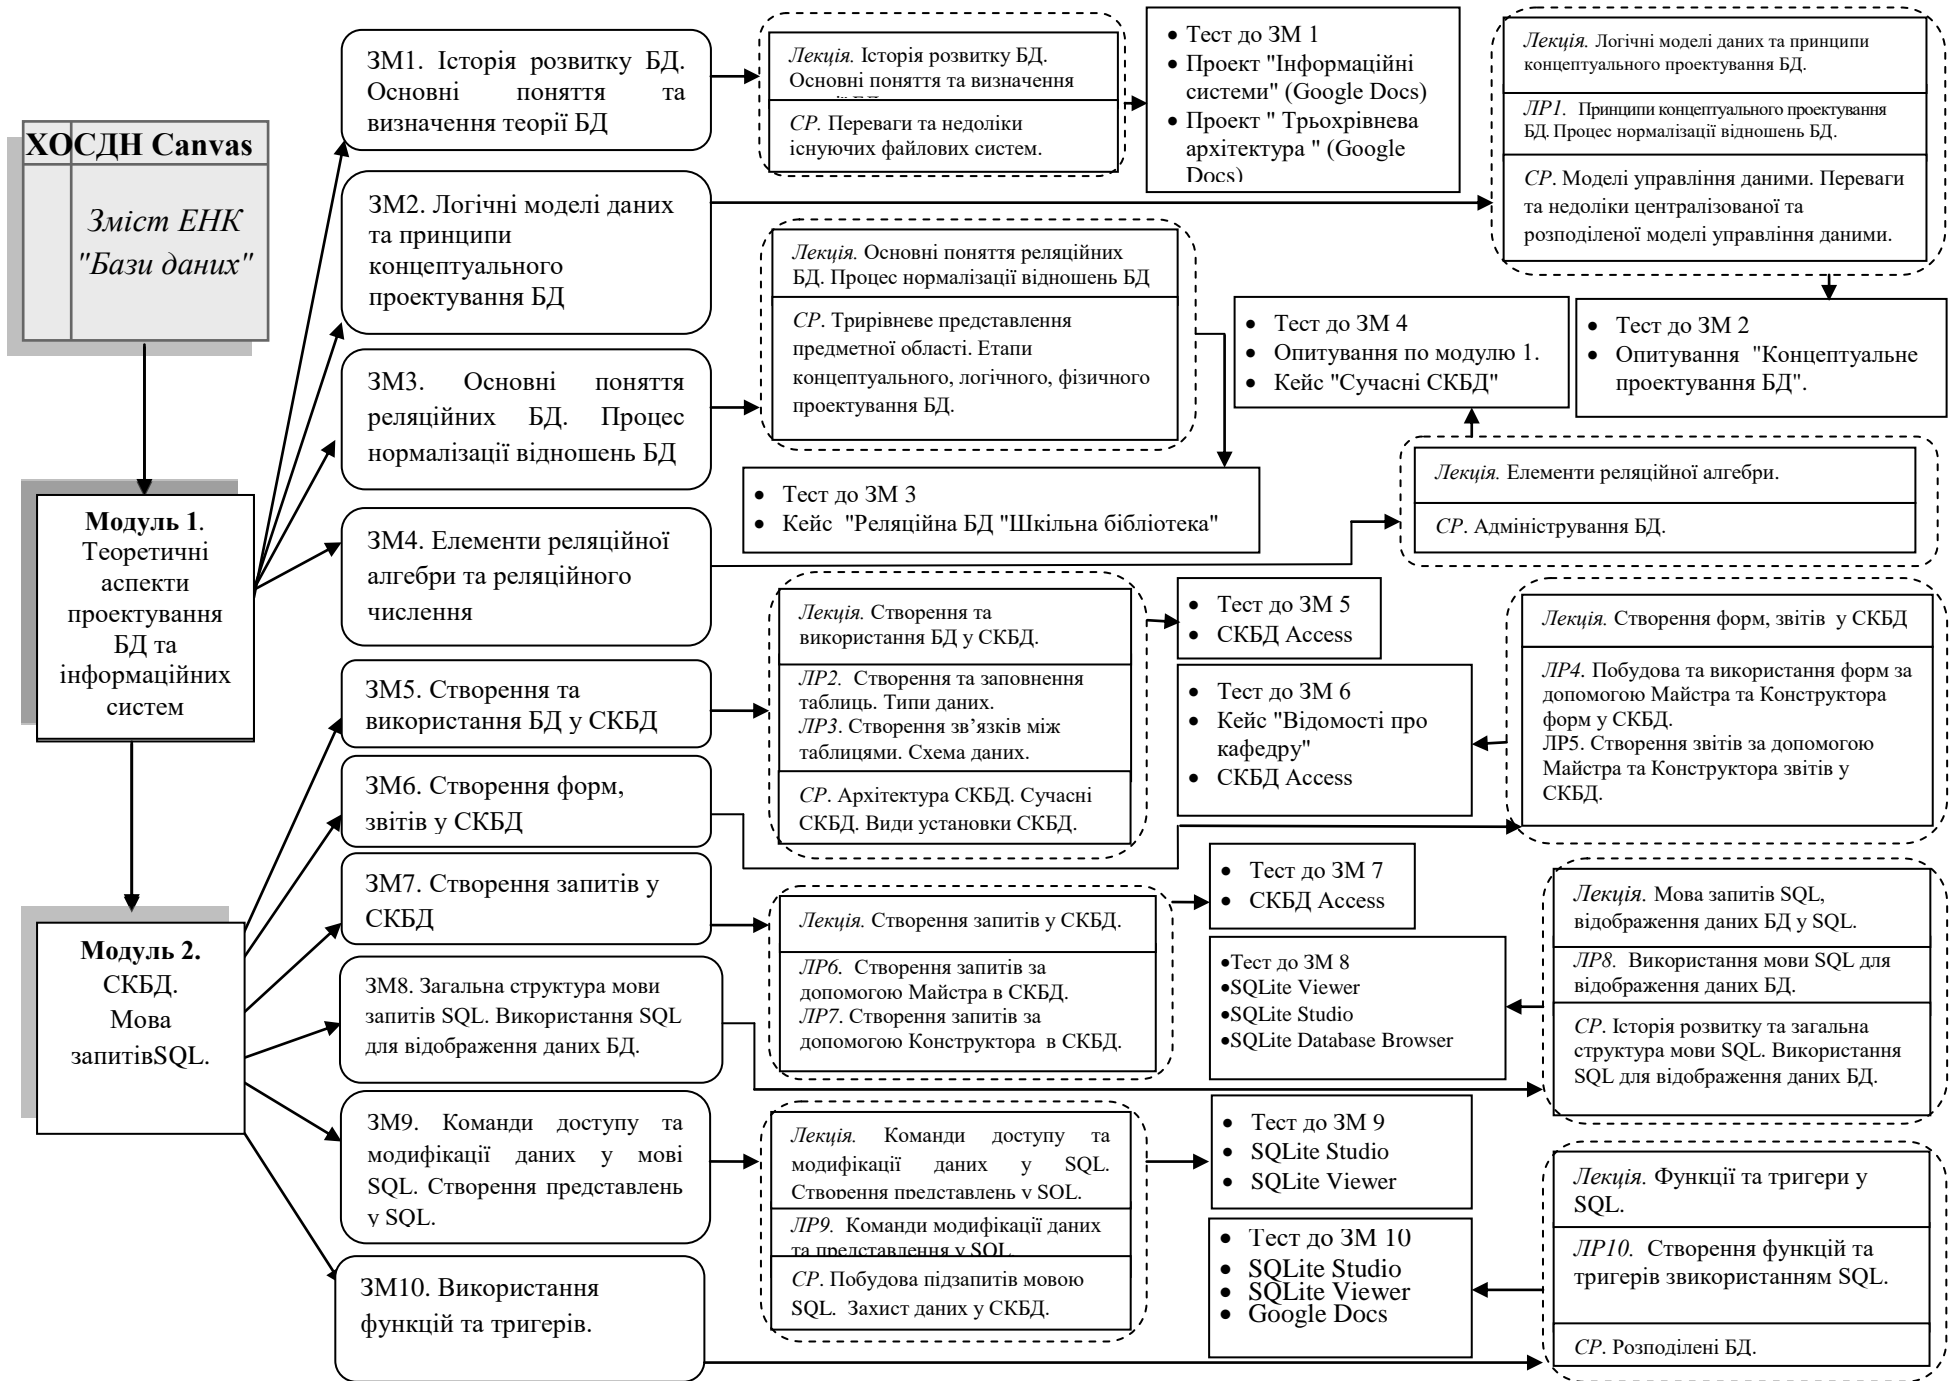 ХОСДН Canvas
Зміст ЕНК
"Бази даних"
Модуль 1.
Теоретичні
аспекти
проектування
БД та
інформаційних
систем
Модуль 2.
СКБД.
Мова
запитівSQL.
ЗМ1. Історія розвитку БД.
Основні поняття та
визначення теорії БД
ЗМ2. Логічні моделі даних
та принципи
концептуального
проектування БД
ЗМ3. Основні поняття
реляційних БД. Процес
нормалізації відношень БД
ЗМ4. Елементи реляційної
алгебри та реляційного
числення
ЗМ5. Створення та
використання БД у СКБД
ЗМ6. Створення форм,
звітів у СКБД
ЗМ7. Створення запитів у
СКБД
ЗМ8. Загальна структура мови
запитів SQL. Використання SQL
для відображення даних БД.
ЗМ9. Команди доступу та
модифікації даних у мові
SQL. Створення представлень
у SQL.
ЗМ10. Використання
функцій та тригерів.
Лекція. Історія розвитку БД.
Основні поняття та визначення
СР. Переваги та недоліки
існуючих файлових систем.
• Тест до ЗМ 1
• Проект "Інформаційні
системи" (Google Docs)
• Проект " Трьохрівнева
архітектура " (Google
Docs)
Лекція. Логічні моделі даних та принципи
концептуального проектування БД.
ЛР1. Принципи концептуального проектування
БД. Процес нормалізації відношень БД.
СР. Моделі управління даними. Переваги
та недоліки централізованої та
розподіленої моделі управління даними.
Лекція. Основні поняття реляційних
БД. Процес нормалізації відношень БД
СР. Трирівневе представлення
предметної області. Етапи
концептуального, логічного, фізичного
проектування БД.
• Тест до ЗМ 4
• Опитування по модулю 1.
• Кейс "Сучасні СКБД"
• Тест до ЗМ 2
• Опитування "Концептуальне
проектування БД".
• Тест до ЗМ 3
• Кейс "Реляційна БД "Шкільна бібліотека"
Лекція. Елементи реляційної алгебри.
СР. Адміністрування БД.
Лекція. Створення та
використання БД у СКБД.
ЛР2. Створення та заповнення
таблиць. Типи даних.
ЛР3. Створення зв’язків між
таблицями. Схема даних.
СР. Архітектура СКБД. Сучасні
СКБД. Види установки СКБД.
• Тест до ЗМ 5
• СКБД Access
• Тест до ЗМ 6
• Кейс "Відомості про
кафедру"
• СКБД Access
Лекція. Створення форм, звітів у СКБД
ЛР4. Побудова та використання форм за
допомогою Майстра та Конструктора
форм у СКБД.
ЛР5. Створення звітів за допомогою
Майстра та Конструктора звітів у
СКБД.
Лекція. Створення запитів у СКБД.
ЛР6. Створення запитів за
допомогою Майстра в СКБД.
ЛР7. Створення запитів за
допомогою Конструктора в СКБД.
• Тест до ЗМ 7
• СКБД Access
•Тест до ЗМ 8
•SQLite Viewer
•SQLite Studio
•SQLite Database Browser
Лекція. Мова запитів SQL,
відображення даних БД у SQL.
ЛР8. Використання мови SQL для
відображення даних БД.
СР. Історія розвитку та загальна
структура мови SQL. Використання
SQL для відображення даних БД.
Лекція. Команди доступу та
модифікації даних у SQL.
Створення представлень у SQL.
ЛР9. Команди модифікації даних
та представлення у SQL
СР. Побудова підзапитів мовою
SQL. Захист даних у СКБД.
• Тест до ЗМ 9
• SQLite Studio
• SQLite Viewer
• Тест до ЗМ 10
• SQLite Studio
• SQLite Viewer
• Google Docs
Лекція. Функції та тригери у
SQL.
ЛР10. Створення функцій та
тригерів звикористанням SQL.
СР. Розподілені БД.